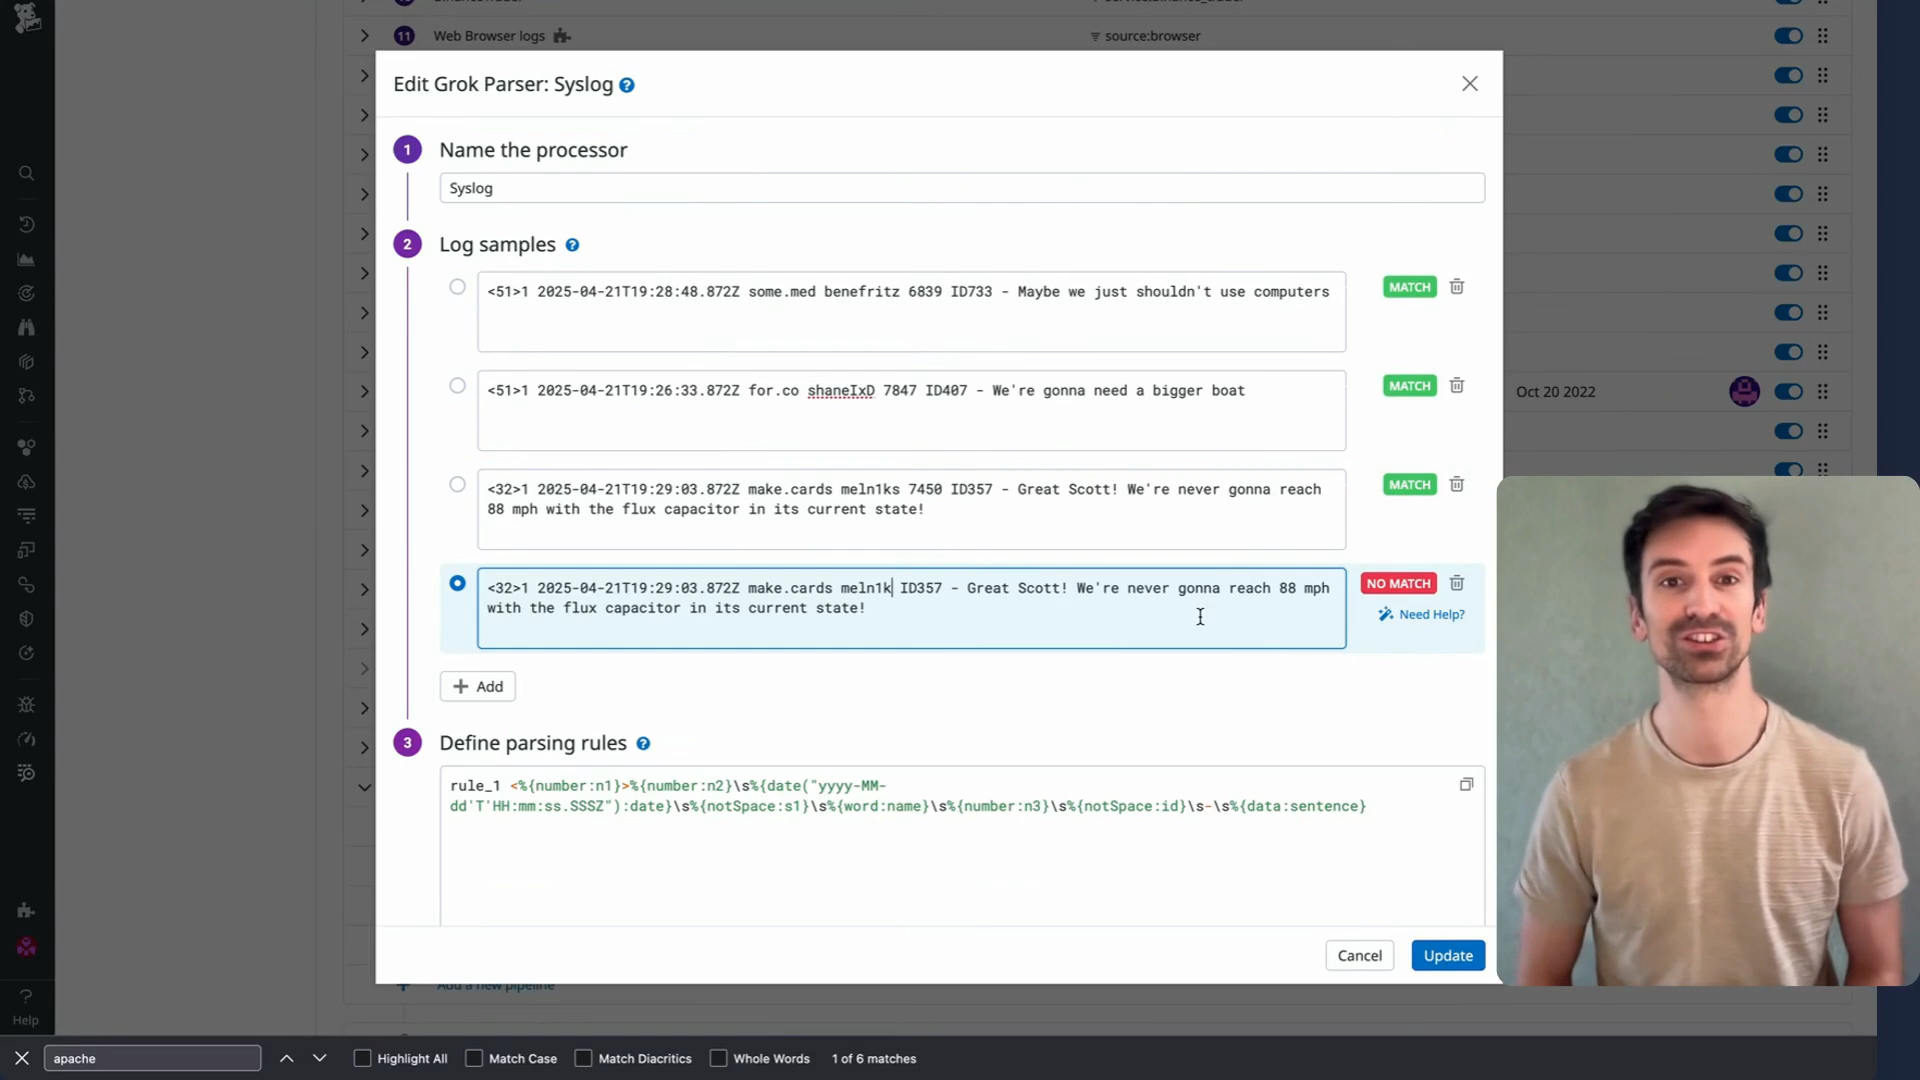 11 Web Browser logs source:browser
Edit Grok Parser: Syslog ?
1 Name the processor
Syslog
2 Log samples ?
<51>1 2025-04-21T19:28:48.872Z some.med benefritz 6839 ID733 - Maybe we just shouldn't use computers
MATCH
<51>1 2025-04-21T19:26:33.872Z for.co shaneIxD 7847 ID407 - We're gonna need a bigger boat
MATCH
Oct 20 2022
<32>1 2025-04-21T19:29:03.872Z make.cards meln1ks 7450 ID357 - Great Scott! We're never gonna reach
88 mph with the flux capacitor in its current state!
MATCH
<32>1 2025-04-21T19:29:03.872Z make.cards meln1k ID357 - Great Scott! We're never gonna reach 88 mph
with the flux capacitor in its current state!
NO MATCH
Need Help?
+ Add
3 Define parsing rules ?
rule_1 <%{number:n1}>%{number:n2}\s%{date("yyyy-MM-
dd'T'HH:mm:ss.SSSZ"):date}\s%{notSpace:s1}\s%{word:name}\s%{number:n3}\s%{notSpace:id}\s-\s%{data:sentence}
Cancel Update
Add a new pipeline
? Help
apache Highlight All Match Case Match Diacritics Whole Words 1 of 6 matches